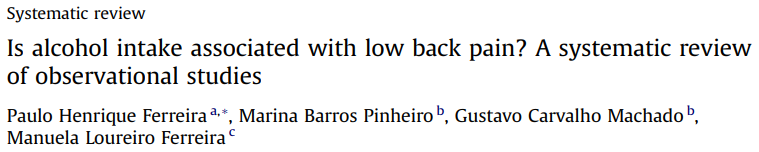 Systematic review
Is alcohol intake associated with low back pain? A systematic review
of observational studies
Paulo Henrique Ferreira a,*, Marina Barros Pinheiro b, Gustavo Carvalho Machado b,
Manuela Loureiro Ferreira c